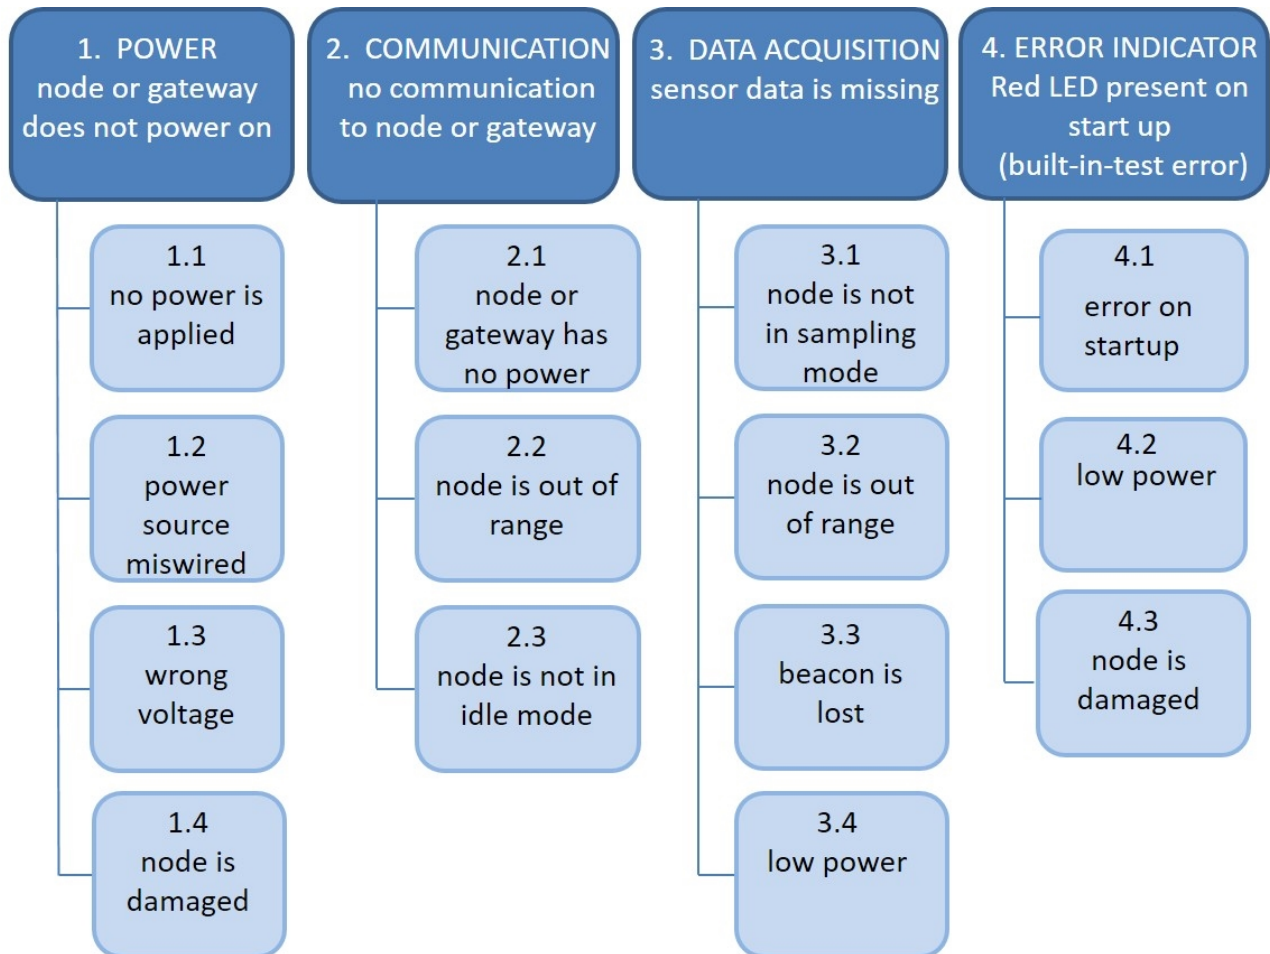 1. POWER
node or gateway
does not power on
1.1
no power is
applied
1.2
power
source
miswired
1.3
wrong
voltage
1.4
node is
damaged
2. COMMUNICATION
no communication
to node or gateway
2.1
node or
gateway has
no power
2.2
node is out of
range
2.3
node is not in
idle mode
3. DATA ACQUISITION
sensor data is missing
3.1
node is not
in sampling
mode
3.2
node is out
of range
3.3
beacon is
lost
3.4
low power
4. ERROR INDICATOR
Red LED present on
start up
(built-in-test error)
4.1
error on
startup
4.2
low power
4.3
node is
damaged